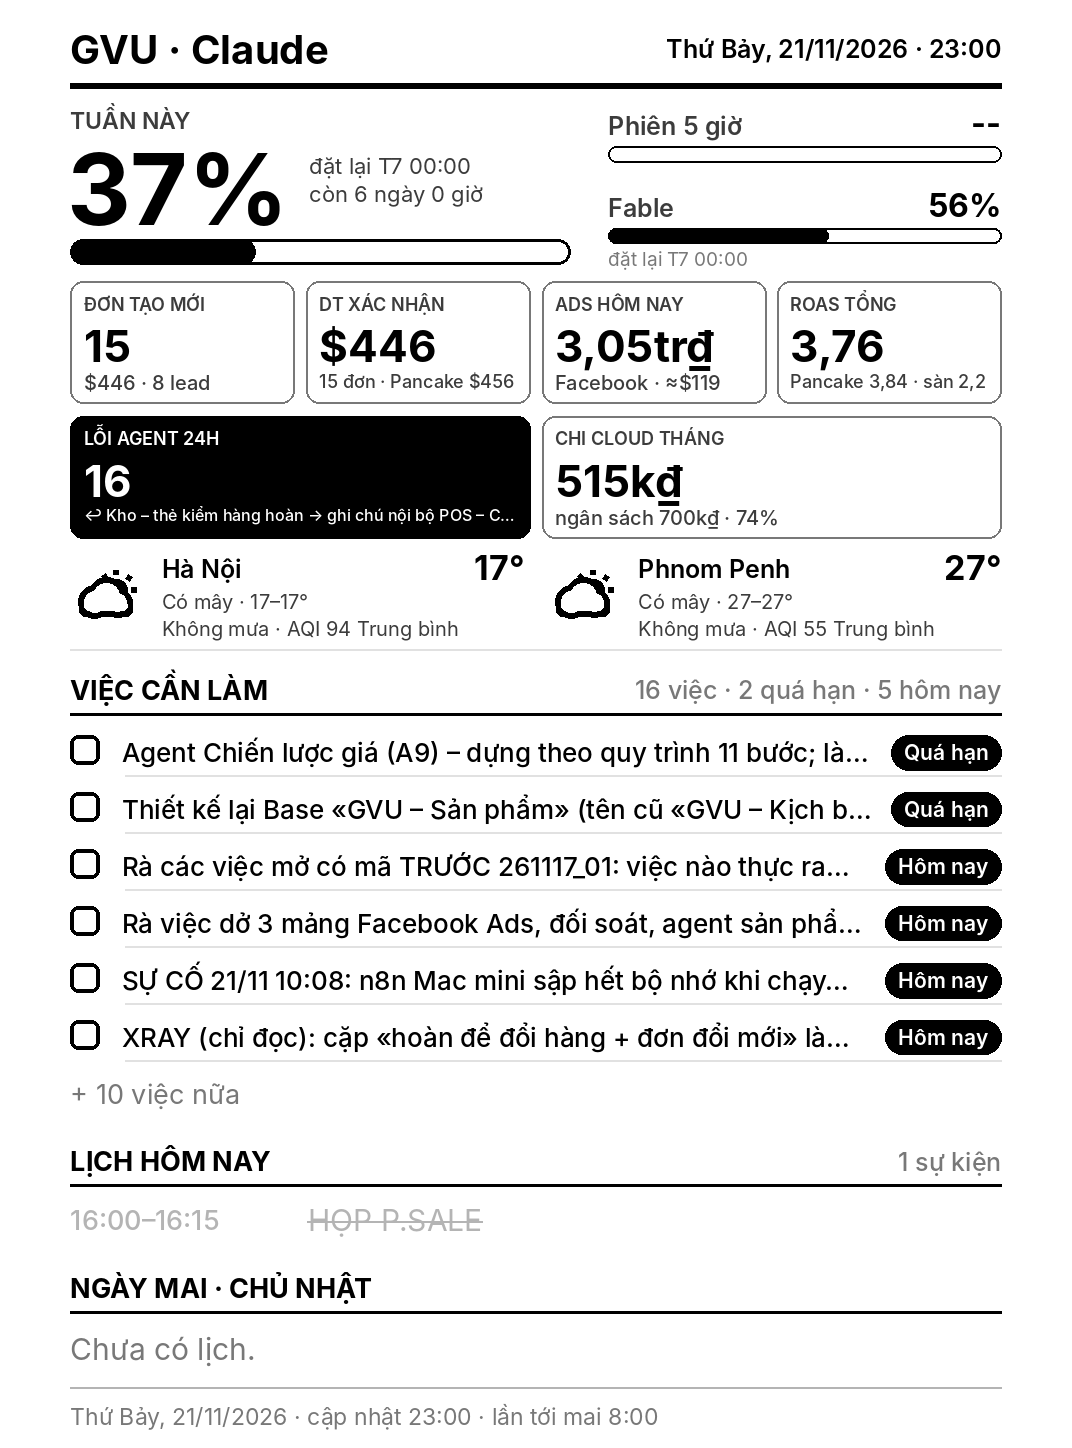 GVU · Claude
Thứ Bảy, 21/11/2026 · 23:00
TUẦN NÀY
37%
đặt lại T7 00:00
còn 6 ngày 0 giờ
Phiên 5 giờ
--
Fable
56%
đặt lại T7 00:00
ĐƠN TẠO MỚI
15
$446 · 8 lead
DT XÁC NHẬN
$446
15 đơn · Pancake $456
ADS HÔM NAY
3,05trđ
Facebook · ≈$119
ROAS TỔNG
3,76
Pancake 3,84 · sàn 2,2
LỖI AGENT 24H
16
↩ Kho – thẻ kiểm hàng hoàn → ghi chú nội bộ POS – C...
CHI CLOUD THÁNG
515k₫
ngân sách 700k₫ · 74%
Hà Nội
17°
Có mây · 17–17°
Không mưa · AQI 94 Trung bình
Phnom Penh
27°
Có mây · 27–27°
Không mưa · AQI 55 Trung bình
VIỆC CẦN LÀM
16 việc · 2 quá hạn · 5 hôm nay
Agent Chiến lược giá (A9) – dựng theo quy trình 11 bước; là...
Quá hạn
Thiết kế lại Base «GVU – Sản phẩm» (tên cũ «GVU – Kịch b...
Quá hạn
Rà các việc mở có mã TRƯỚC 261117_01: việc nào thực ra...
Hôm nay
Rà việc dở 3 mảng Facebook Ads, đối soát, agent sản phẩ...
Hôm nay
SỰ CỐ 21/11 10:08: n8n Mac mini sập hết bộ nhớ khi chạy...
Hôm nay
XRAY (chỉ đọc): cặp «hoàn để đổi hàng + đơn đổi mới» là...
Hôm nay
+ 10 việc nữa
LỊCH HÔM NAY
1 sự kiện
16:00–16:15
HỌP P.SALE
NGÀY MAI · CHỦ NHẬT
Chưa có lịch.
Thứ Bảy, 21/11/2026 · cập nhật 23:00 · lần tới mai 8:00